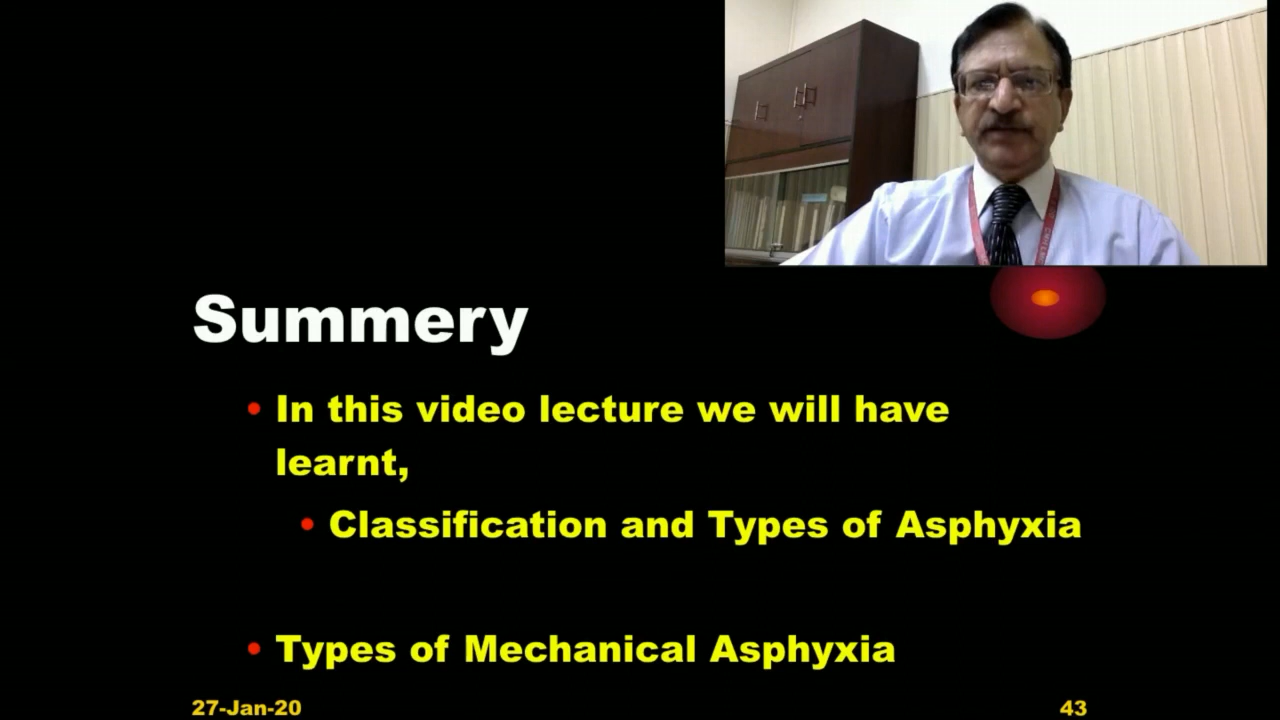 Summery
• In this video lecture we will have
learnt,
• Classification and Types of Asphyxia
• Types of Mechanical Asphyxia
27-Jan-20
43